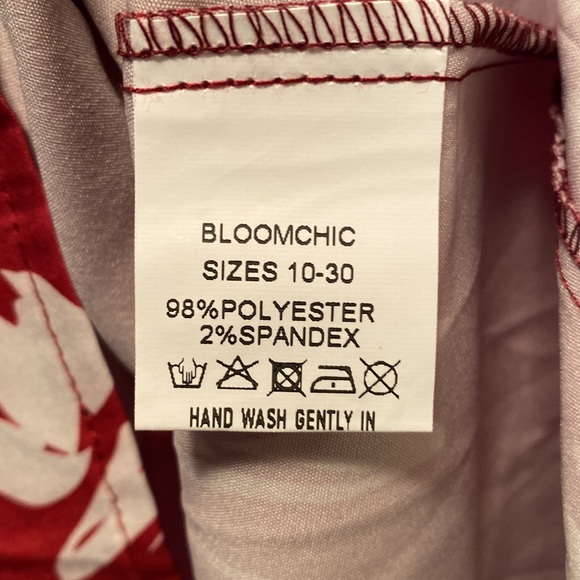 BLOOMCHIC
SIZES 10-30
98%POLYESTER
2%SPANDEX
HAND WASH GENTLY IN